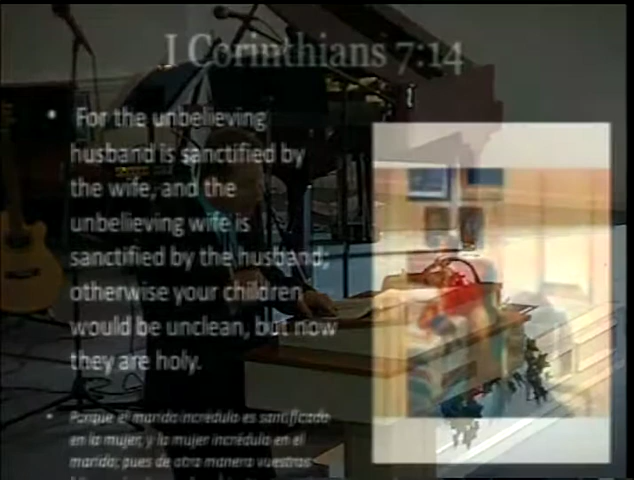 I Corinthians 7:14
• For the unbelieving
husband is sanctified by
the wife, and the
unbelieving wife is
sanctified by the husband;
otherwise your children
would be unclean, but now
they are holy.
• Porque el marido incrédulo es santificado
en la mujer, y la mujer incrédula en el
marido; pues de otra manera vuestros